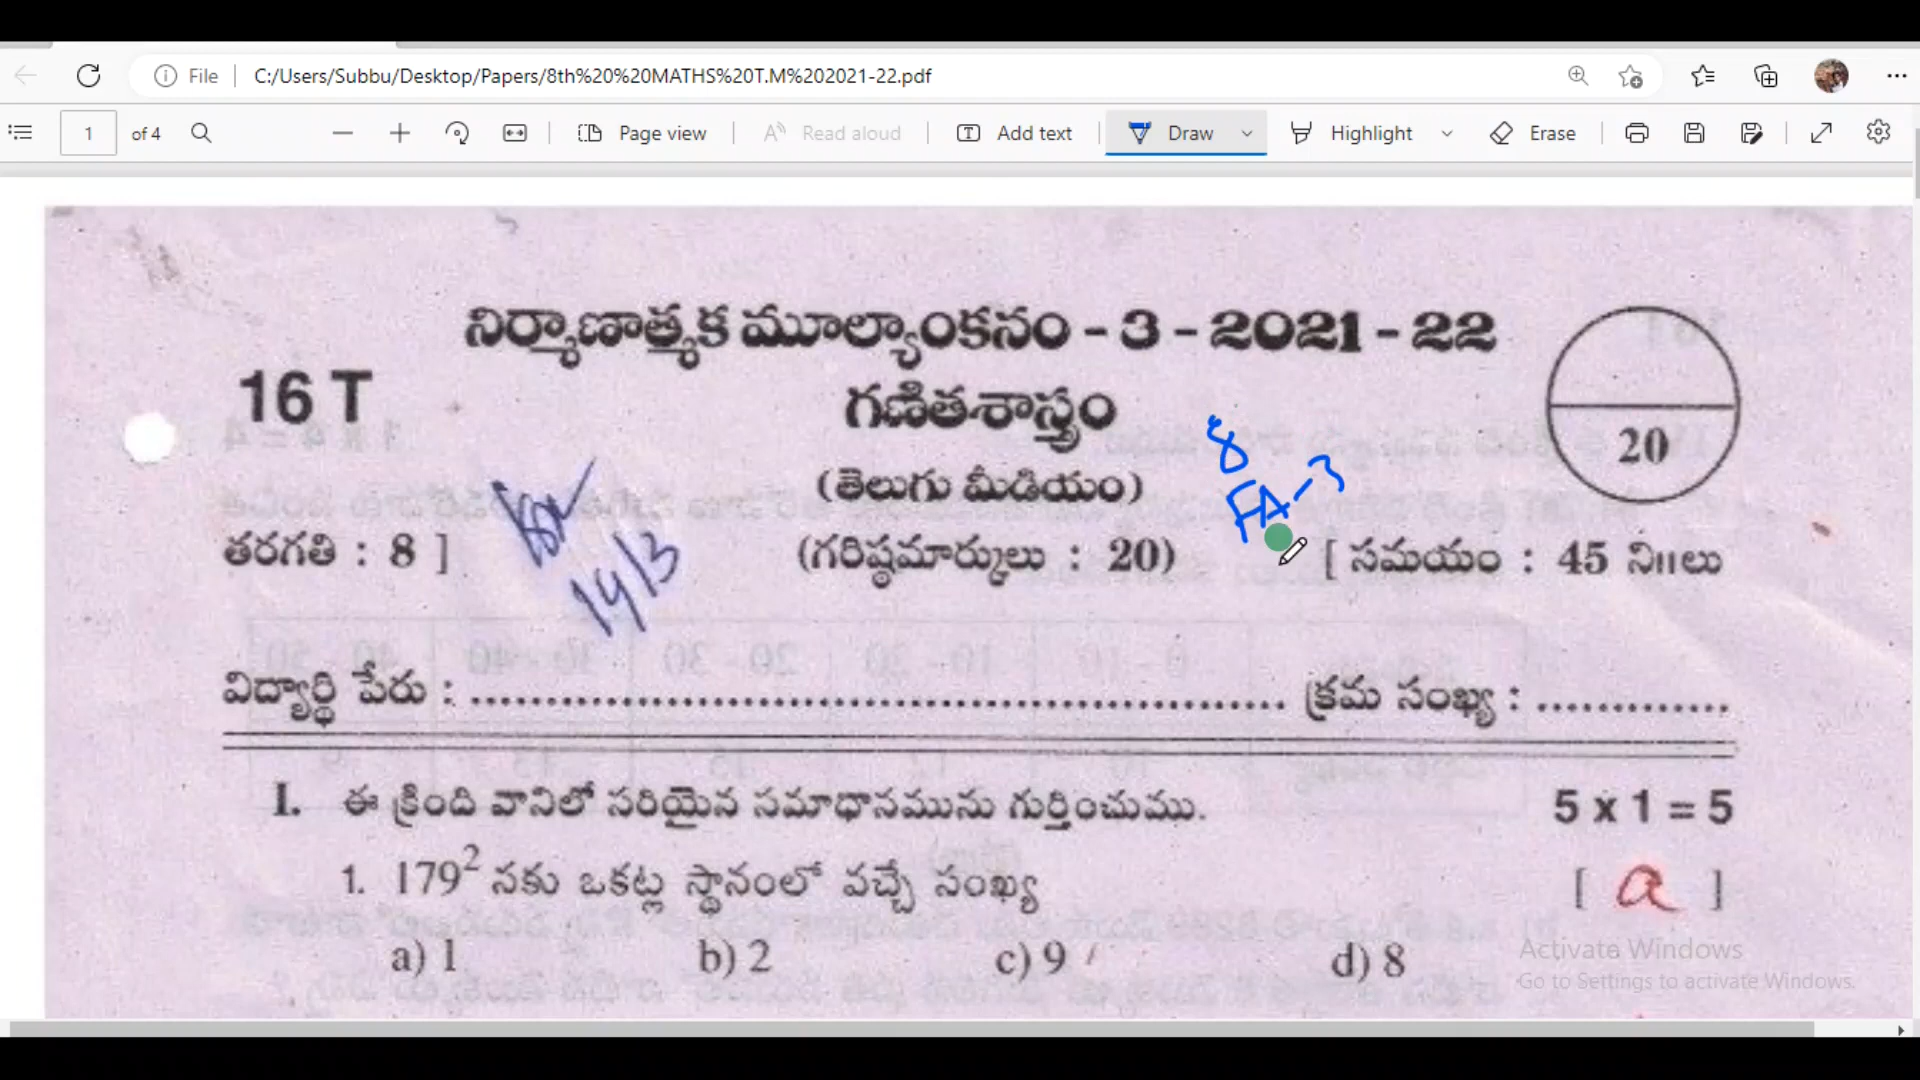 File C:/Users/Subbu/Desktop/Papers/8th%20%20MATHS%20T.M%202021-22.pdf
1 of 4 Page view Read aloud Add text Draw Highlight Erase
నిర్మాణాత్మక మూల్యాంకనం - 3 - 2021 - 22
16 T
గణితశాస్త్రం
20
8
(తెలుగు మీడియం)
FA-3
తరగతి : 8 ]
14/3
(గరిష్ఠమార్కులు : 20)
[ సమయం : 45 ని॥లు
విద్యార్థి పేరు : ............................................................ క్రమ సంఖ్య : .............
I. ఈ క్రింది వానిలో సరియైన సమాధానమును గుర్తించుము. 5 x 1 = 5
1. 179² నకు ఒకట్ల స్థానంలో వచ్చే సంఖ్య [ a ]
a) 1 b) 2 c) 9 d) 8
Activate Windows
Go to Settings to activate Windows.